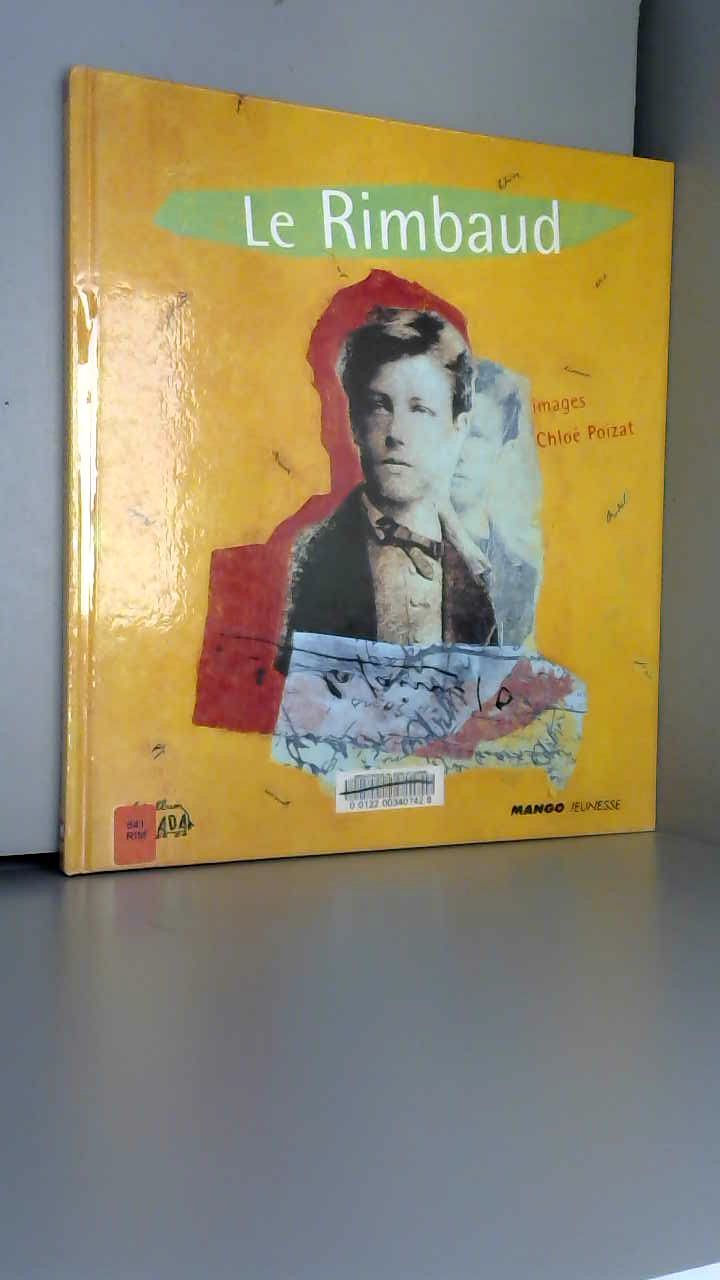 Le Rimbaud
images
Chloé Poizat
0 0122 00340742 8
841
RIM
MANGO JEUNESSE